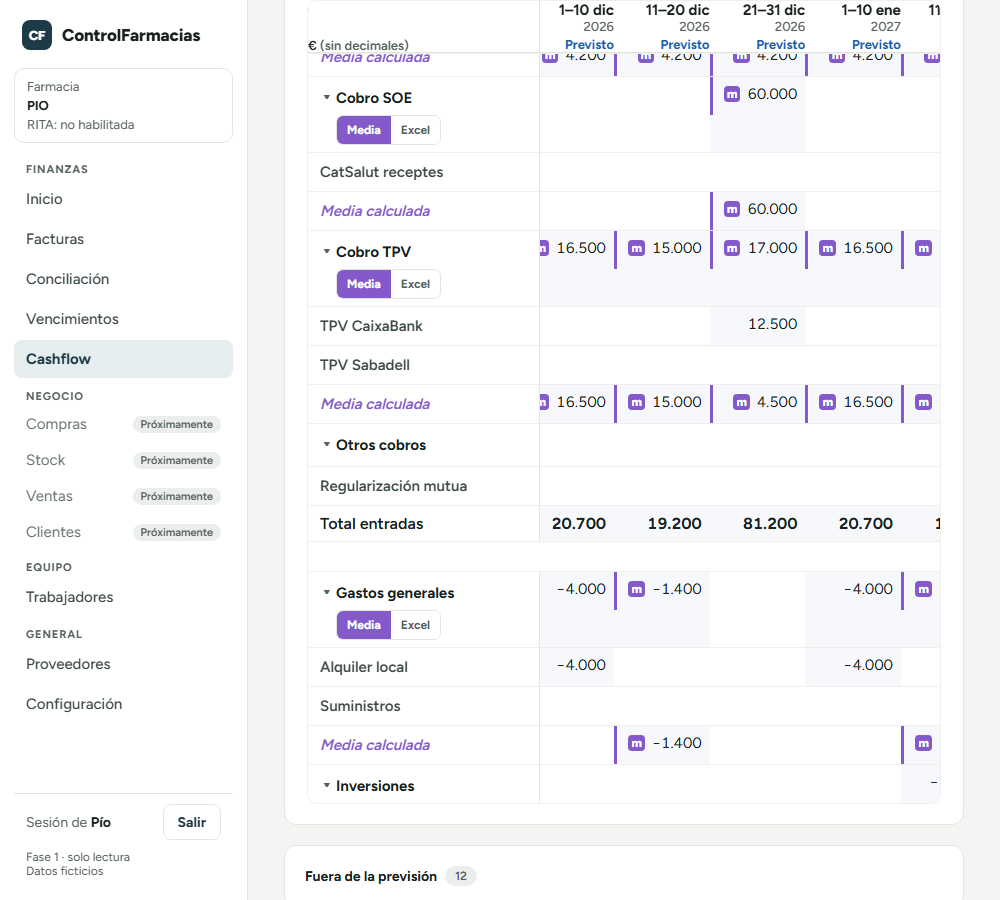 CF ControlFarmacias
Farmacia
PIO
RITA: no habilitada
FINANZAS
Inicio
Facturas
Conciliación
Vencimientos
Cashflow
NEGOCIO
Compras Próximamente
Stock Próximamente
Ventas Próximamente
Clientes Próximamente
EQUIPO
Trabajadores
GENERAL
Proveedores
Configuración
Sesión de Pío Salir
Fase 1 · solo lectura
Datos ficticios
1–10 dic 11–20 dic 21–31 dic 1–10 ene 11
2026 2026 2026 2027
€ (sin decimales) Previsto Previsto Previsto Previsto
Media calculada m 4.200 m 4.200 m 4.200 m 4.200 m
Cobro SOE m 60.000
Media Excel
CatSalut receptes
Media calculada m 60.000
Cobro TPV m 16.500 m 15.000 m 17.000 m 16.500 m
Media Excel
TPV CaixaBank 12.500
TPV Sabadell
Media calculada m 16.500 m 15.000 m 4.500 m 16.500 m
Otros cobros
Regularización mutua
Total entradas 20.700 19.200 81.200 20.700 1
Gastos generales −4.000 m −1.400 −4.000 m
Media Excel
Alquiler local −4.000 −4.000
Suministros
Media calculada m −1.400 m
Inversiones −
Fuera de la previsión 12